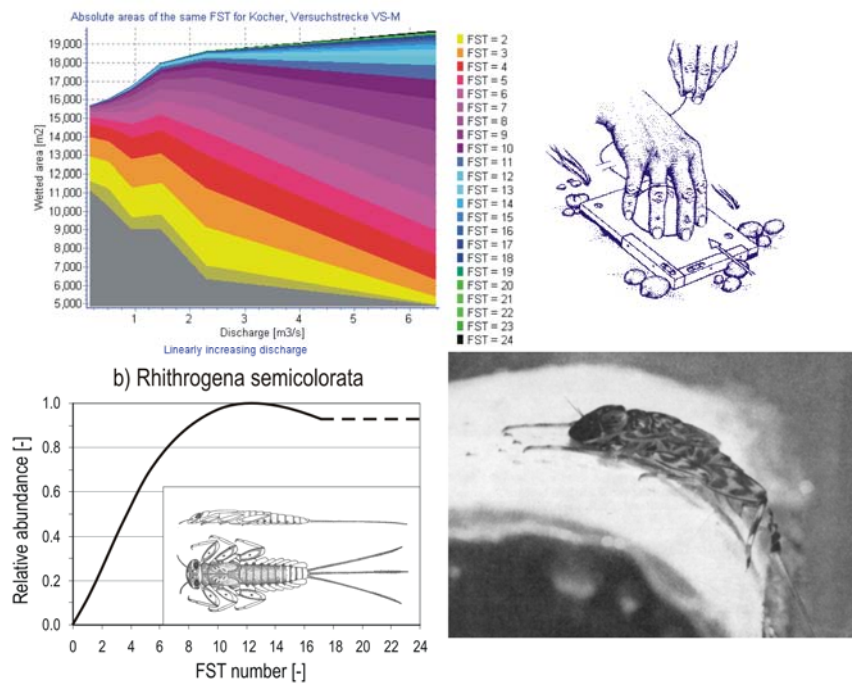 Absolute areas of the same FST for Kocher, Versuchstrecke VS-M
19,000
18,000
17,000
16,000
15,000
14,000
13,000
12,000
11,000
10,000
9,000
8,000
7,000
6,000
5,000
Wetted area [m2]
1
2
3
4
5
6
Discharge [m3/s]
Linearly increasing discharge
FST = 2
FST = 3
FST = 4
FST = 5
FST = 6
FST = 7
FST = 8
FST = 9
FST = 10
FST = 11
FST = 12
FST = 13
FST = 14
FST = 15
FST = 16
FST = 17
FST = 18
FST = 19
FST = 20
FST = 21
FST = 22
FST = 23
FST = 24
b) Rhithrogena semicolorata
1.0
0.8
0.6
0.4
0.2
0.0
Relative abundance [-]
0 2 4 6 8 10 12 14 16 18 20 22 24
FST number [-]